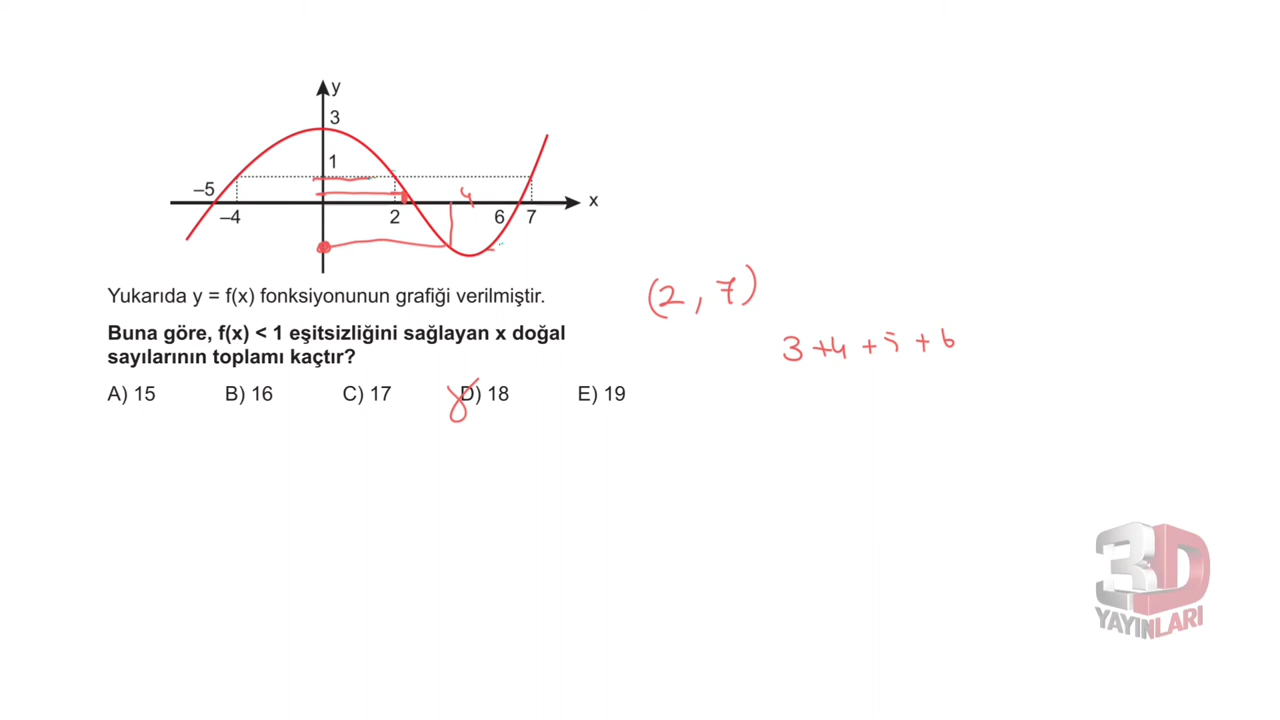 y
3
1
–5
4
x
–4
2
6
7
Yukarıda y = f(x) fonksiyonunun grafiği verilmiştir.
(2, 7)
Buna göre, f(x) < 1 eşitsizliğini sağlayan x doğal
sayılarının toplamı kaçtır?
3 + 4 + 5 + 6
A) 15 B) 16 C) 17 D) 18 E) 19
3D
YAYINLARI